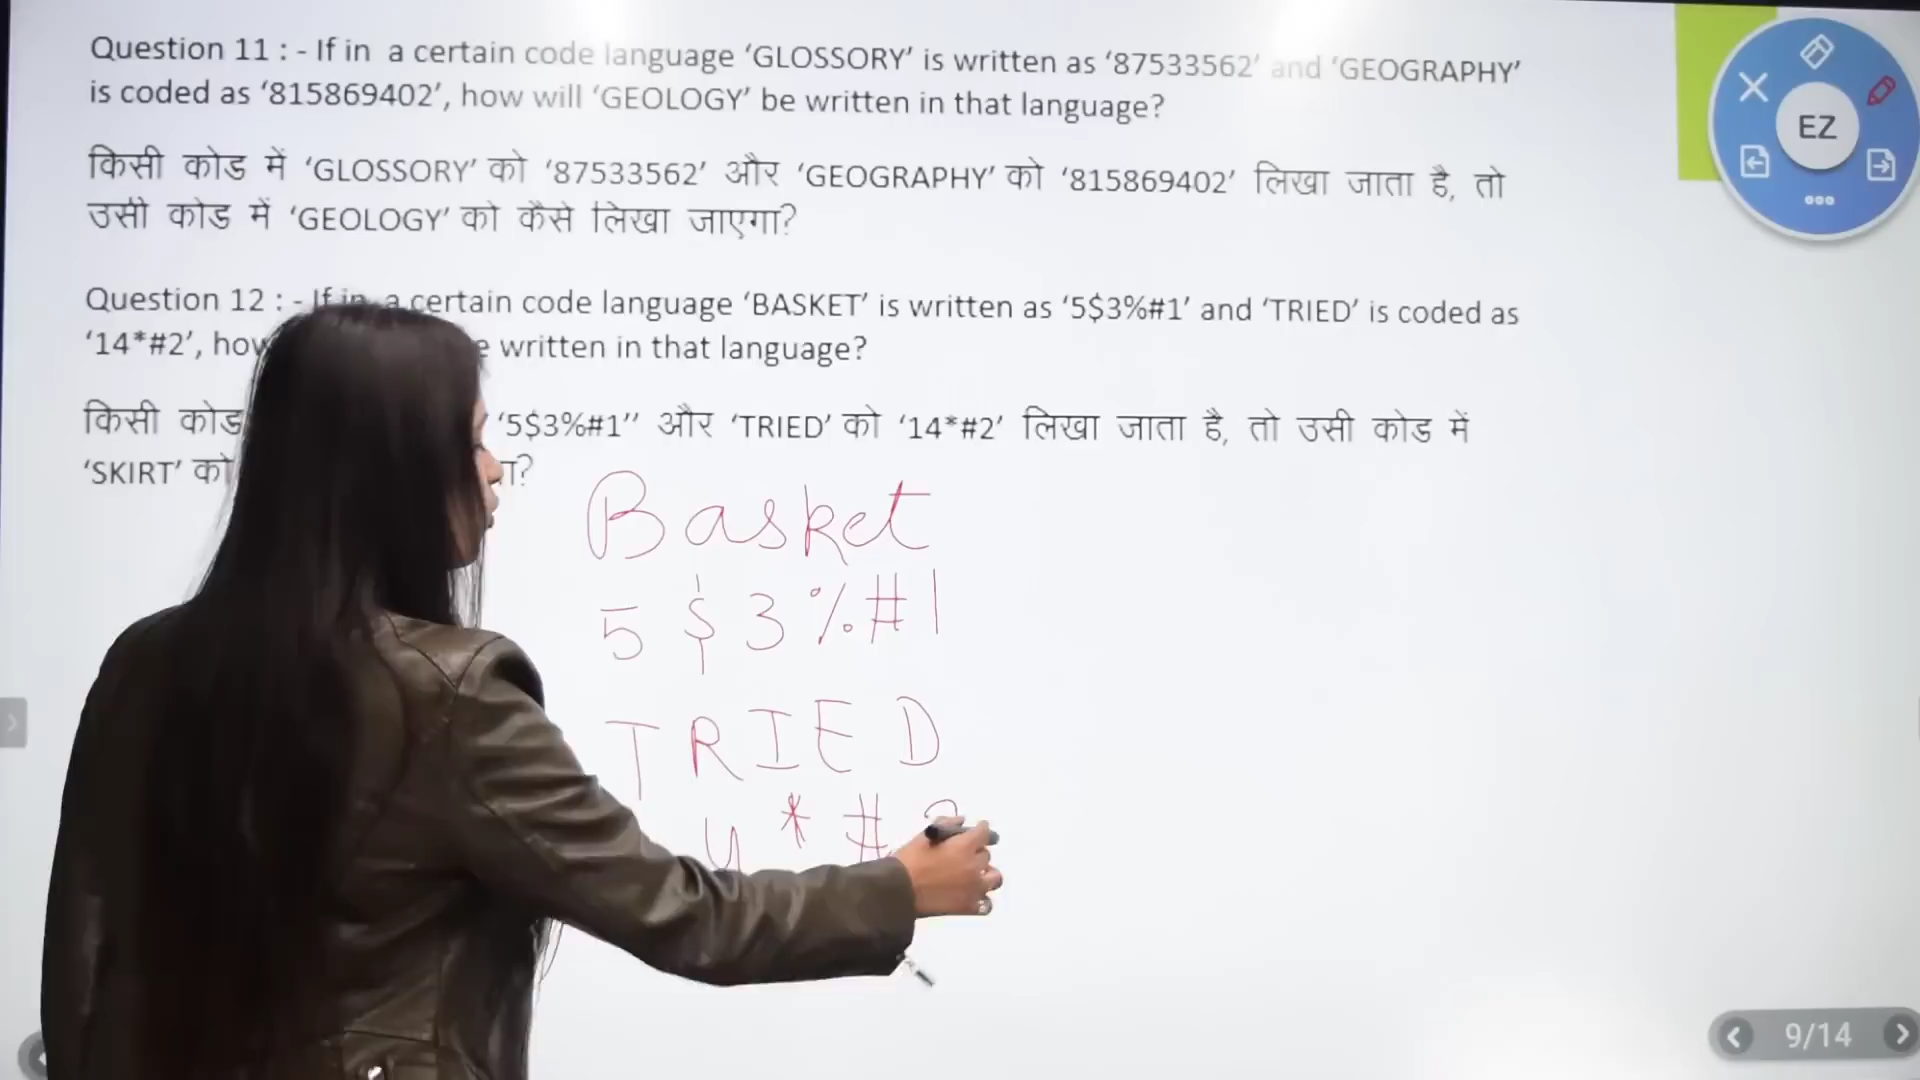 Question 11 : - If in a certain code language ‘GLOSSORY’ is written as ‘87533562’ and ‘GEOGRAPHY’
is coded as ‘815869402’, how will ‘GEOLOGY’ be written in that language?
किसी कोड में ‘GLOSSORY’ को ‘87533562’ और ‘GEOGRAPHY’ को ‘815869402’ लिखा जाता है, तो
उसी कोड में ‘GEOLOGY’ को कैसे लिखा जाएगा?
Question 12 : - If in a certain code language ‘BASKET’ is written as ‘5$3%#1’ and ‘TRIED’ is coded as
‘14*#2’, written in that language?
किसी कोड ‘5$3%#1’’ और ‘TRIED’ को ‘14*#2’ लिखा जाता है, तो उसी कोड में
‘SKIRT’ को
Basket
5 $ 3 % # 1
TRIED
4 * #
EZ
9/14